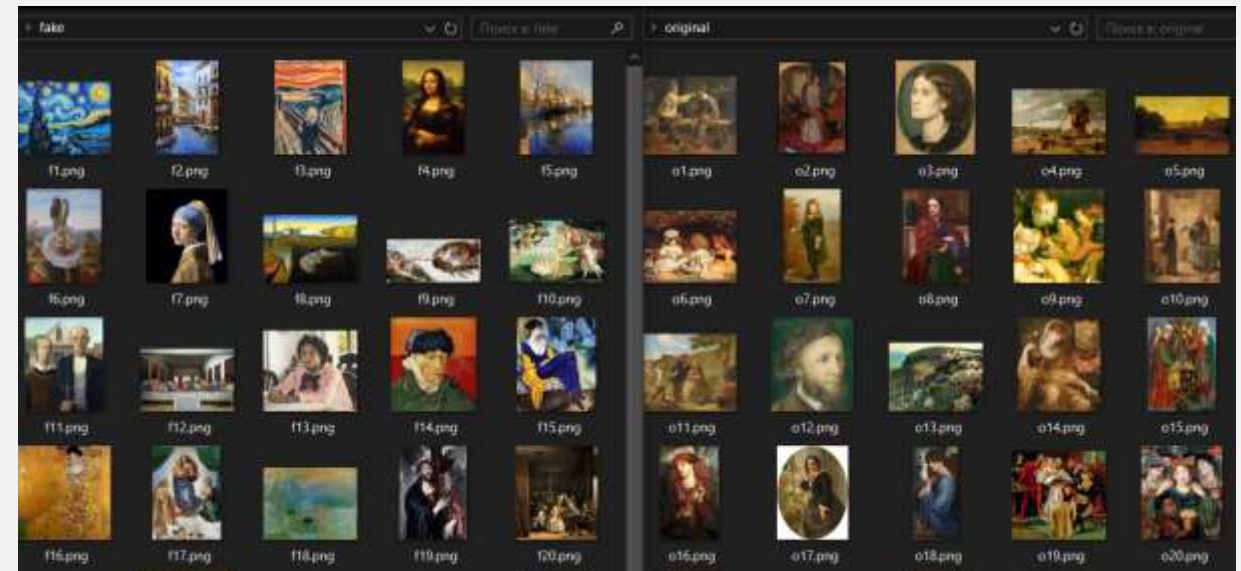 › fake
Поиск в: fake
› original
Поиск в: original
f1.png f2.png f3.png f4.png f5.png
o1.png o2.png o3.png o4.png o5.png
f6.png f7.png f8.png f9.png f10.png
o6.png o7.png o8.png o9.png o10.png
f11.png f12.png f13.png f14.png f15.png
o11.png o12.png o13.png o14.png o15.png
f16.png f17.png f18.png f19.png f20.png
o16.png o17.png o18.png o19.png o20.png